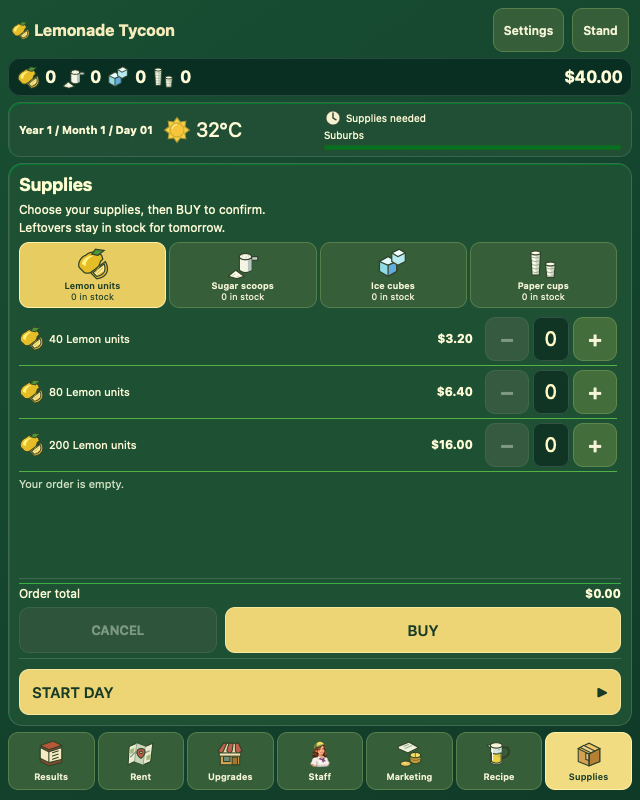 Lemonade Tycoon
Settings
Stand
0 0 0 0
$40.00
Year 1 / Month 1 / Day 01
32°C
Supplies needed
Suburbs
Supplies
Choose your supplies, then BUY to confirm.
Leftovers stay in stock for tomorrow.
Lemon units
0 in stock
Sugar scoops
0 in stock
Ice cubes
0 in stock
Paper cups
0 in stock
40 Lemon units $3.20 − 0 +
80 Lemon units $6.40 − 0 +
200 Lemon units $16.00 − 0 +
Your order is empty.
Order total $0.00
CANCEL
BUY
START DAY
Results
Rent
Upgrades
Staff
Marketing
Recipe
Supplies